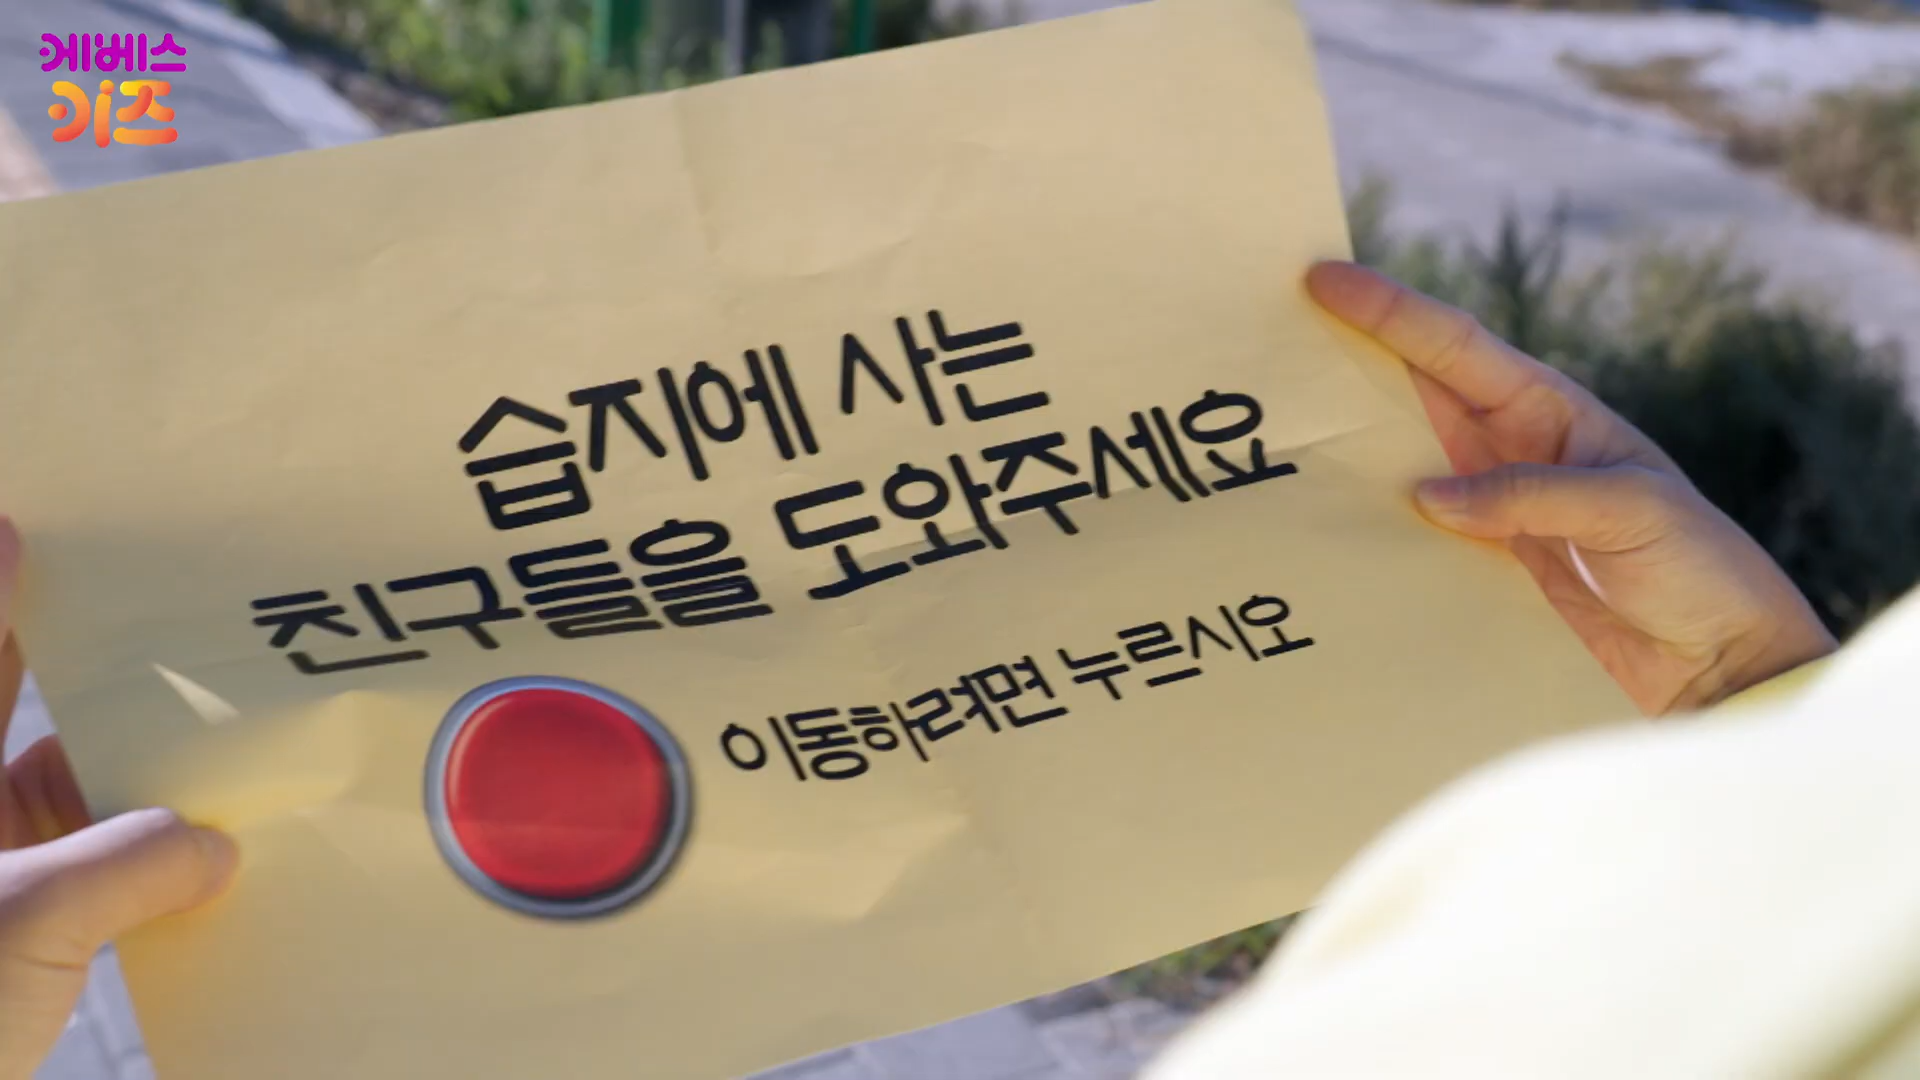 케베스
키즈
습지에 사는
친구들을 도와주세요
이동하려면 누르시오